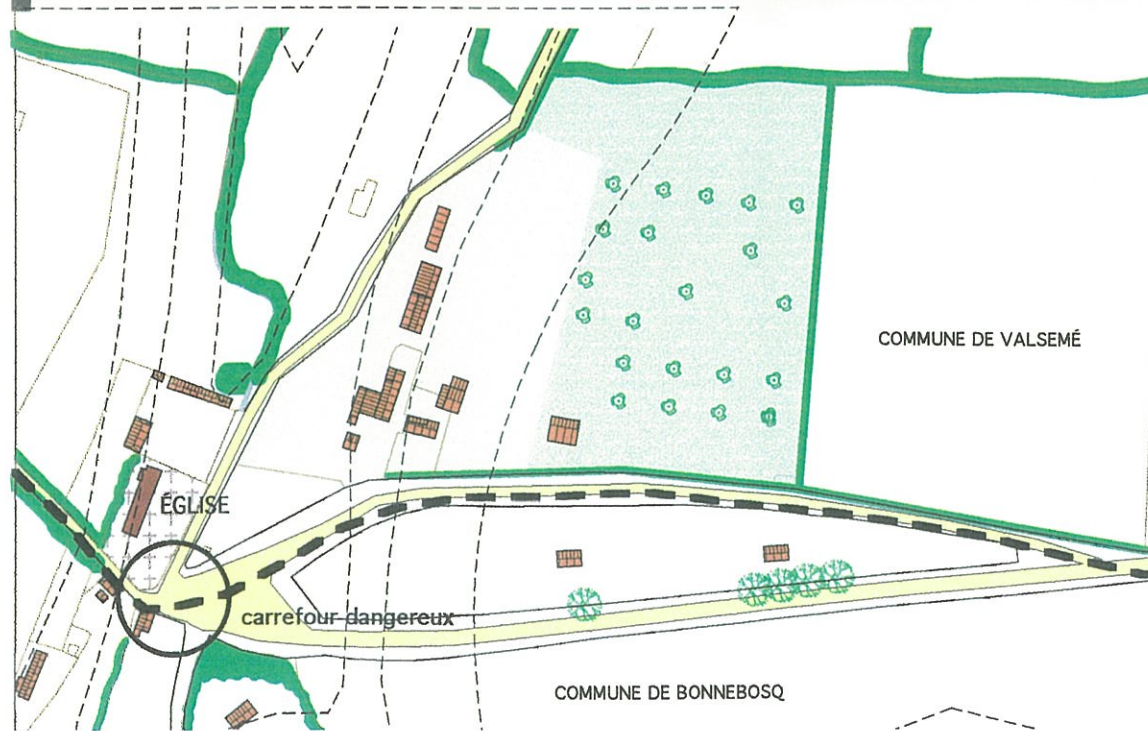 COMMUNE DE VALSEMÉ
ÉGLISE
carrefour dangereux
COMMUNE DE BONNEBOSQ